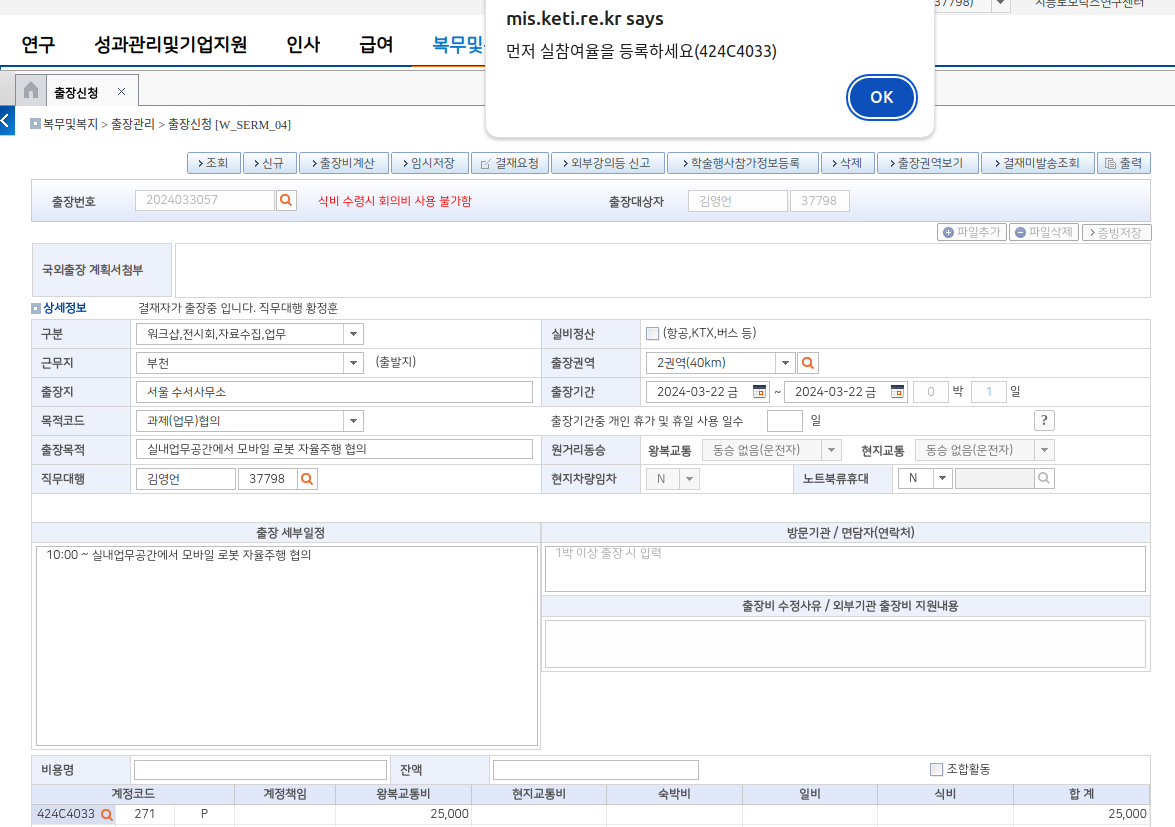 37798)
지능로보틱스연구센터
mis.keti.re.kr says
먼저 실참여율을 등록하세요(424C4033)
OK
연구 성과관리및기업지원 인사 급여 복무및
출장신청 ×
복무및복지 > 출장관리 > 출장신청 [W_SERM_04]
조회 신규 출장비계산 임시저장 결재요청 외부강의등 신고 학술행사참가정보등록 삭제 출장권역보기 결재미발송조회 출력
출장번호 2024033057 식비 수령시 회의비 사용 불가함 출장대상자 김영언 37798
파일추가 파일삭제 증빙저장
국외출장 계획서첨부
상세정보 결재자가 출장중 입니다. 직무대행 황정훈
구분 워크샵,전시회,자료수집,업무 실비정산 (항공,KTX,버스 등)
근무지 부천 (출발지) 출장권역 2권역(40km)
출장지 서울 수서사무소 출장기간 2024-03-22 금 ~ 2024-03-22 금 0 박 1 일
목적코드 과제(업무)협의 출장기간중 개인 휴가 및 휴일 사용 일수 일 ?
출장목적 실내업무공간에서 모바일 로봇 자율주행 협의 원거리동승 왕복교통 동승 없음(운전자) 현지교통 동승 없음(운전자)
직무대행 김영언 37798 현지차량임차 N 노트북류휴대 N
출장 세부일정 방문기관 / 면담자(연락처)
10:00 ~ 실내업무공간에서 모바일 로봇 자율주행 협의
1박 이상 출장 시 입력
출장비 수정사유 / 외부기관 출장비 지원내용
비용명 잔액 조합활동
계정코드 계정책임 왕복교통비 현지교통비 숙박비 일비 식비 합 계
424C4033 271 P 25,000 25,000